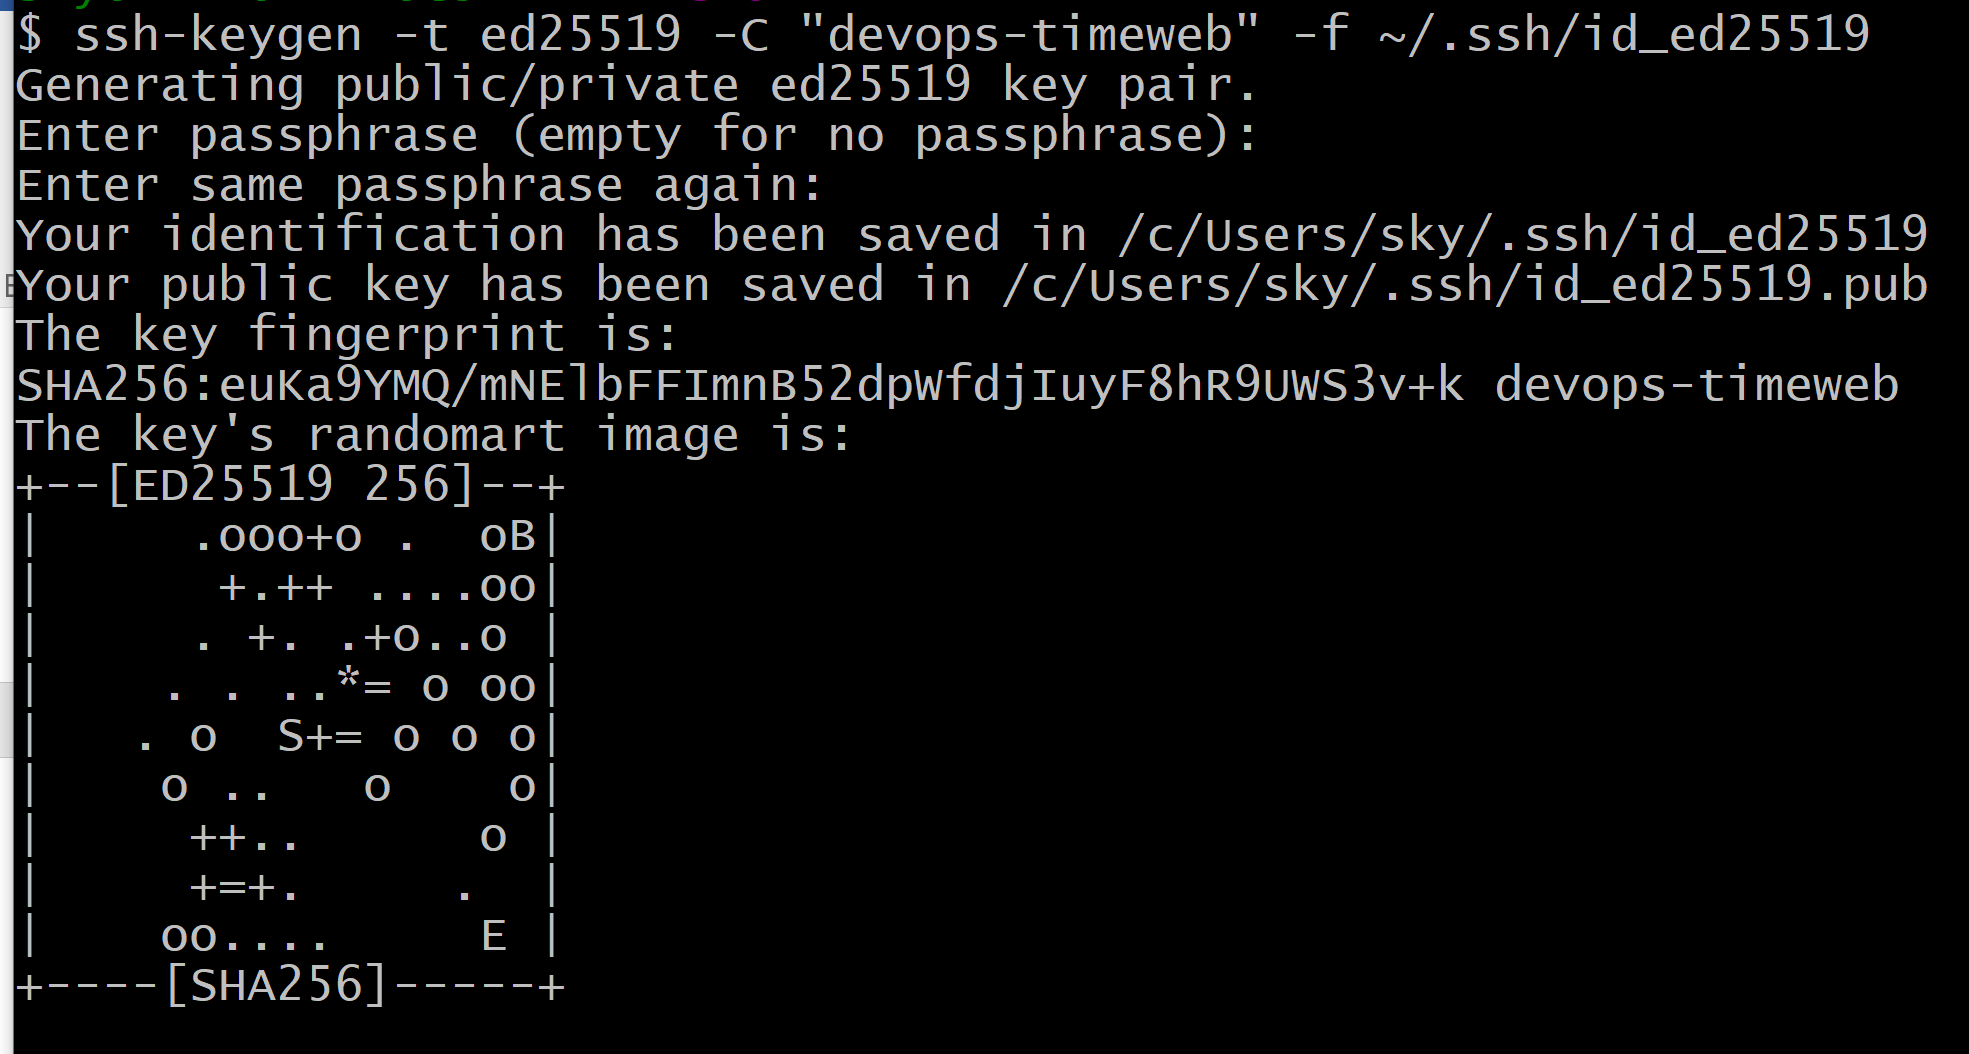 $ ssh-keygen -t ed25519 -C "devops-timeweb" -f ~/.ssh/id_ed25519
Generating public/private ed25519 key pair.
Enter passphrase (empty for no passphrase):
Enter same passphrase again:
Your identification has been saved in /c/Users/sky/.ssh/id_ed25519
Your public key has been saved in /c/Users/sky/.ssh/id_ed25519.pub
The key fingerprint is:
SHA256:euKa9YMQ/mNElbFFImnB52dpWfdjIuyF8hR9UWS3v+k devops-timeweb
The key's randomart image is:
+--[ED25519 256]--+
|     .ooo+o .  oB|
|      +.++ ....oo|
|     . +. .+o..o |
|    . . ..*= o oo|
|   . o  S+= o o o|
|    o ..   o    o|
|     ++..      o |
|     +=+.     .  |
|    oo....     E |
+----[SHA256]-----+